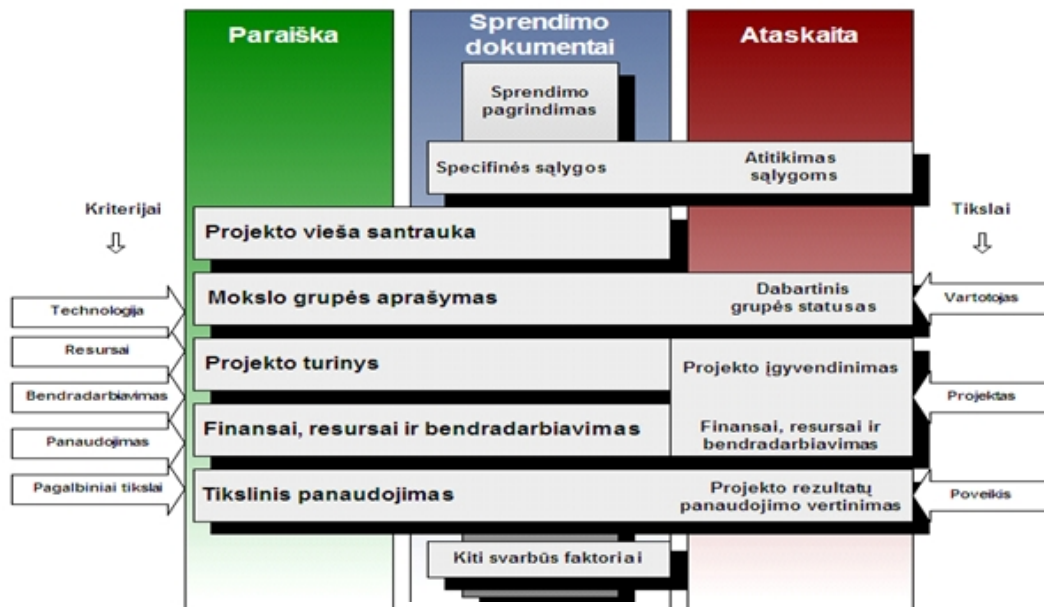 Paraiška
Sprendimo
dokumentai
Ataskaita
Sprendimo
pagrindimas
Specifinės sąlygos
Atitikimas
sąlygoms
Kriterijai
Tikslai
Projekto vieša santrauka
Mokslo grupės aprašymas
Dabartinis
grupės statusas
Technologija
Vartotojas
Resursai
Projekto turinys
Projekto įgyvendinimas
Bendradarbiavimas
Projektas
Finansai, resursai ir bendradarbiavimas
Finansai, resursai ir
bendradarbiavimas
Panaudojimas
Pagalbiniai tikslai
Tikslinis panaudojimas
Projekto rezultatų
panaudojimo vertinimas
Poveikis
Kiti svarbūs faktoriai